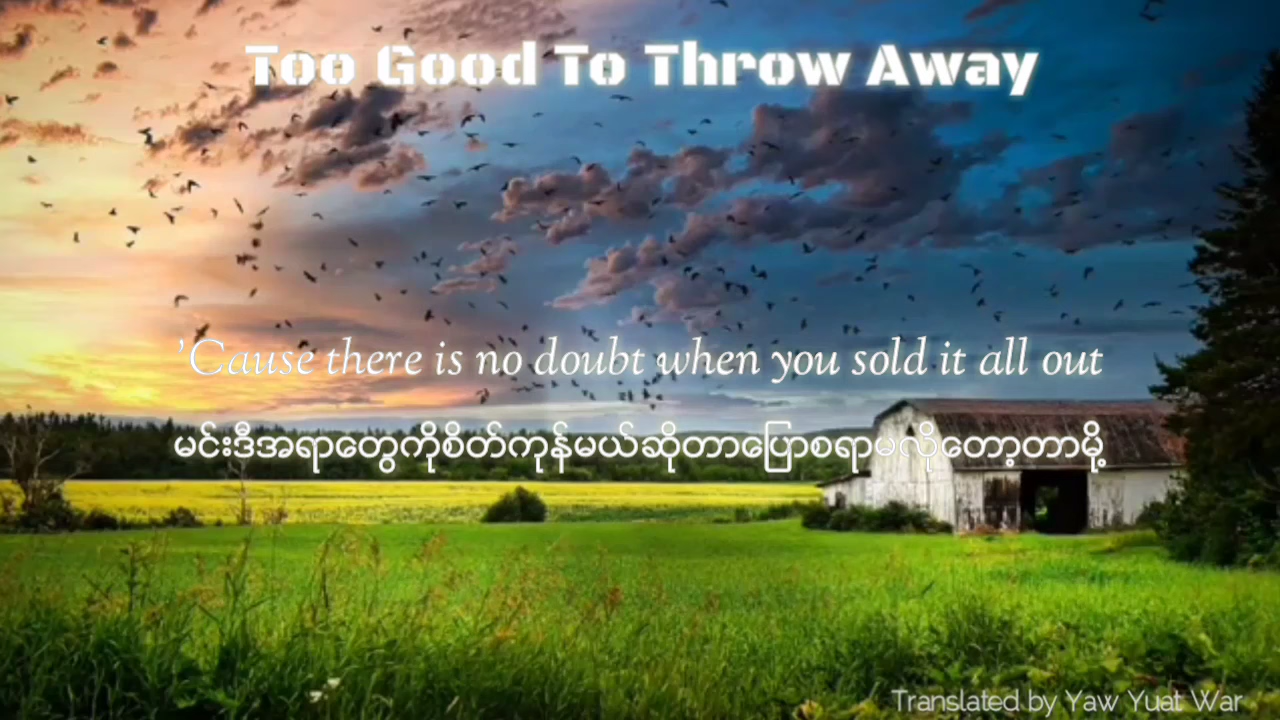 Too Good To Throw Away
'Cause there is no doubt when you sold it all out
မင်းဒီအရာတွေကိုစိတ်ကုန်မယ်ဆိုတာပြောစရာမလိုတော့တာမို့
Translated by Yaw Yuat War